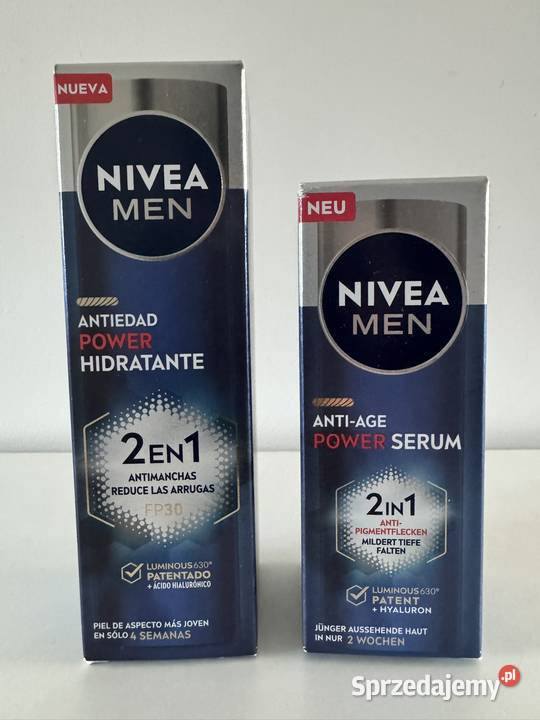 NUEVA
NIVEA
MEN
ANTIEDAD
POWER
HIDRATANTE
2EN1
ANTIMANCHAS
REDUCE LAS ARRUGAS
FP30
LUMINOUS630®
PATENTADO
+ ÁCIDO HIALURÓNICO
PIEL DE ASPECTO MÁS JOVEN
EN SÓLO 4 SEMANAS
NEU
NIVEA
MEN
ANTI-AGE
POWER SERUM
2IN1
ANTI-
PIGMENTFLECKEN
MILDERT TIEFE
FALTEN
LUMINOUS630®
PATENT
+ HYALURON
JÜNGER AUSSEHENDE HAUT
IN NUR 2 WOCHEN
Sprzedajemy.pl